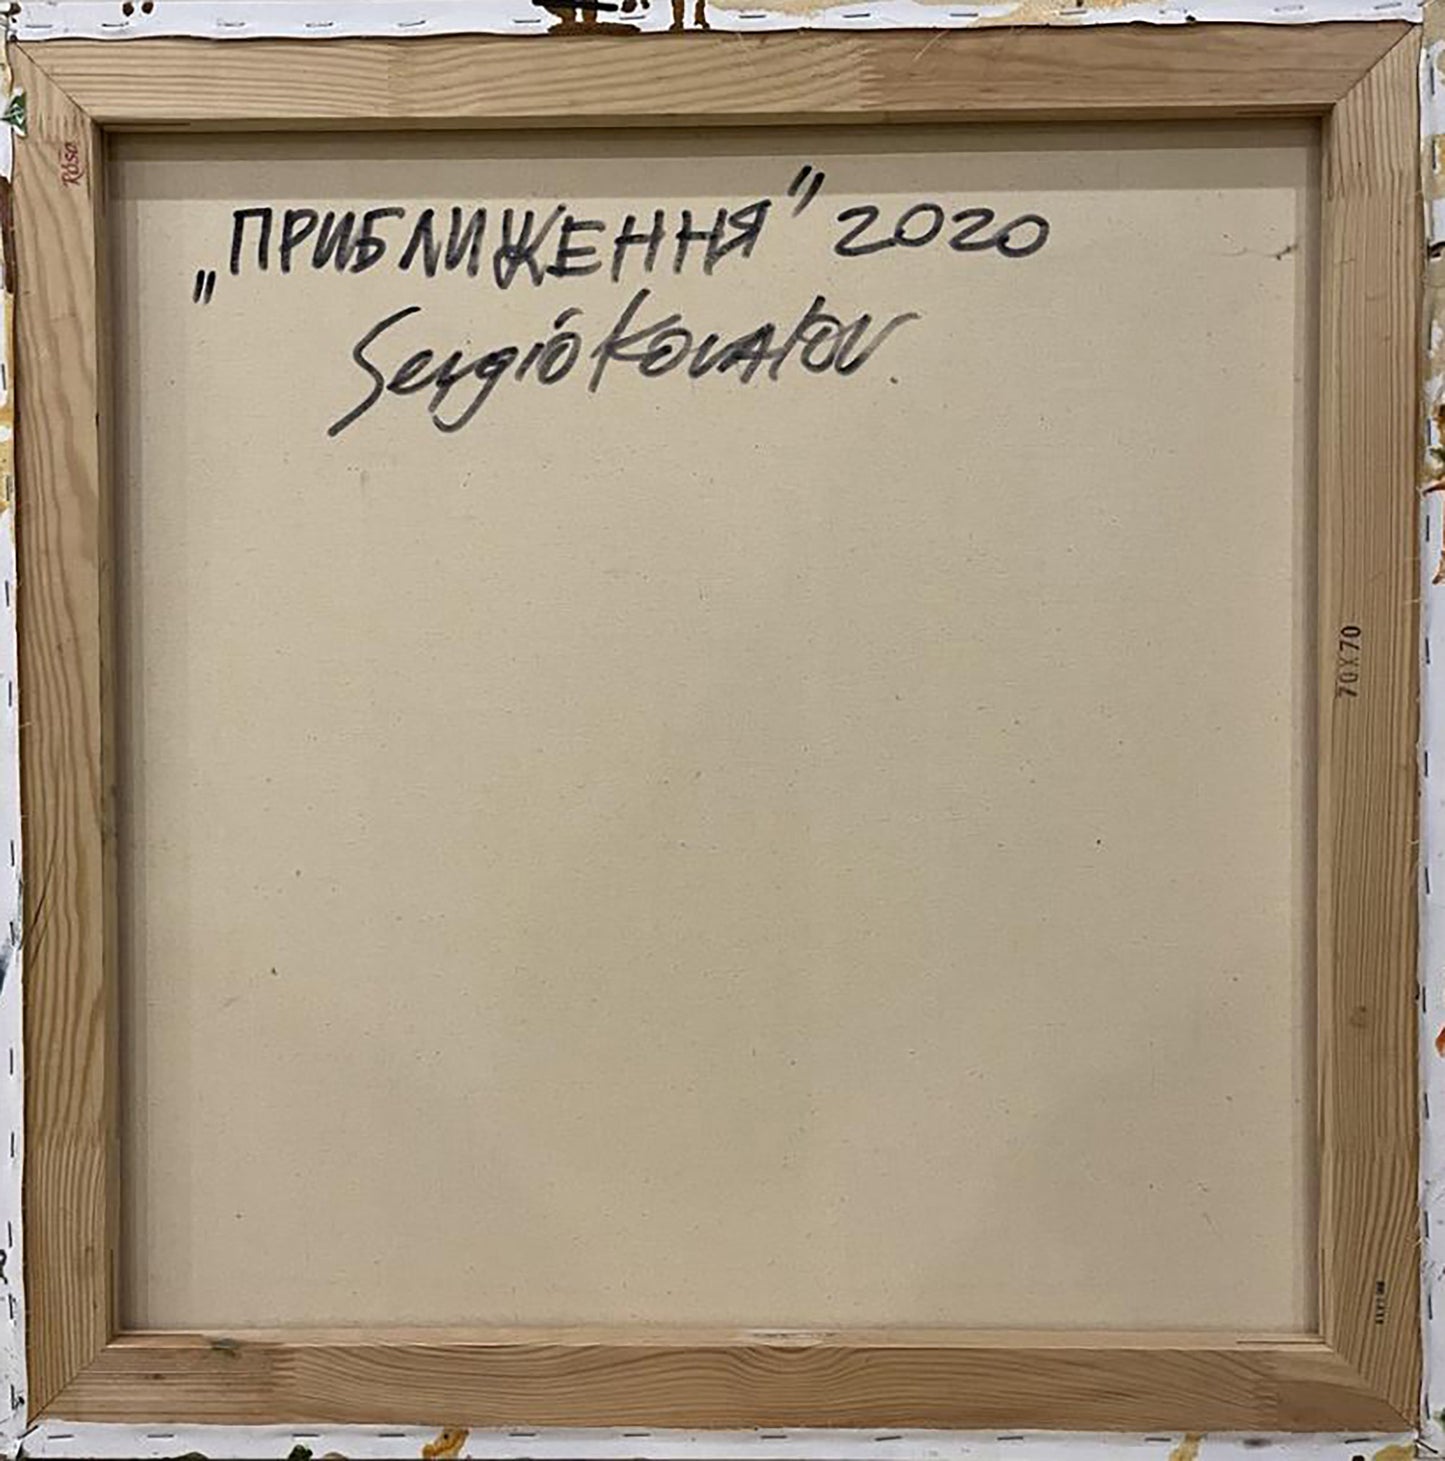 „ПРИБЛИЖЕННЯ" 2020
Sergio Kovalov.
Rosa
70X70